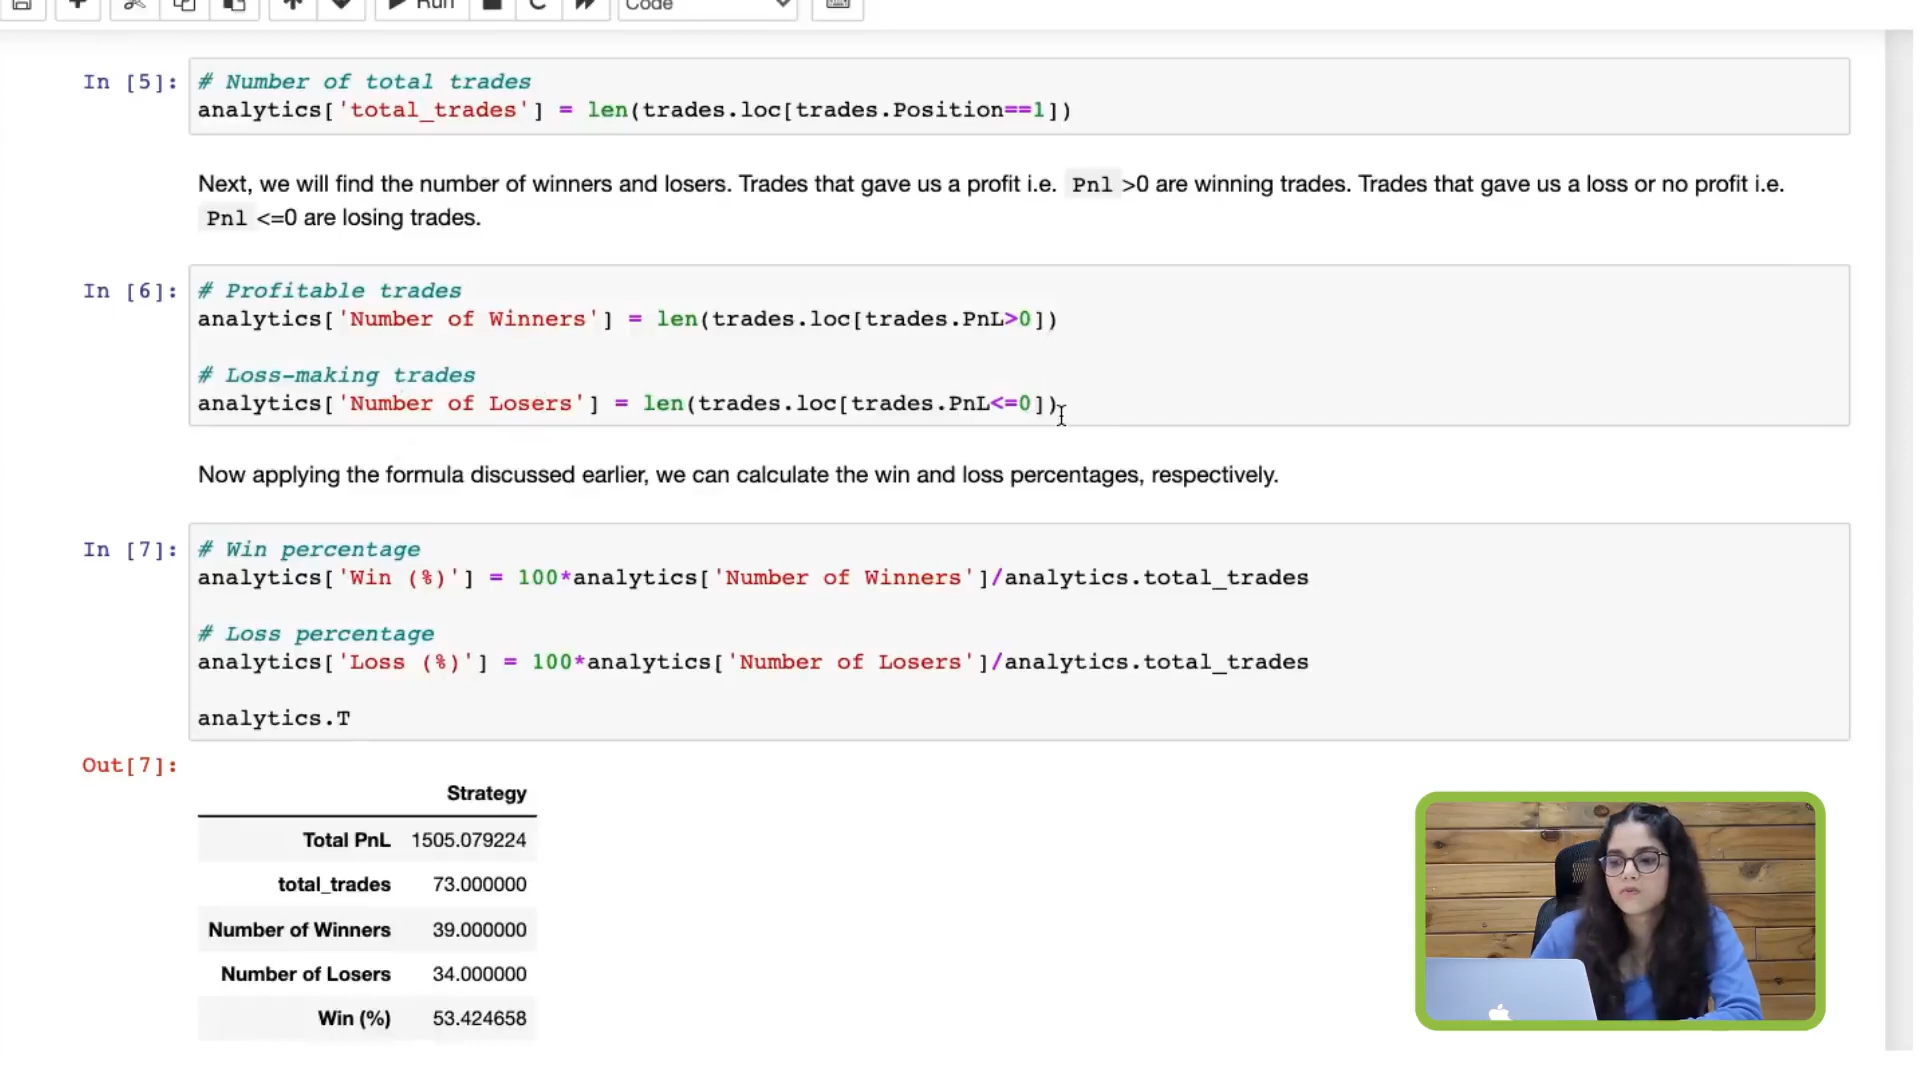 Run
Code
In [5]:
# Number of total trades
analytics['total_trades'] = len(trades.loc[trades.Position==1])
Next, we will find the number of winners and losers. Trades that gave us a profit i.e. Pnl >0 are winning trades. Trades that gave us a loss or no profit i.e.
Pnl <=0 are losing trades.
In [6]:
# Profitable trades
analytics['Number of Winners'] = len(trades.loc[trades.PnL>0])
# Loss-making trades
analytics['Number of Losers'] = len(trades.loc[trades.PnL<=0])
Now applying the formula discussed earlier, we can calculate the win and loss percentages, respectively.
In [7]:
# Win percentage
analytics['Win (%)'] = 100*analytics['Number of Winners']/analytics.total_trades
# Loss percentage
analytics['Loss (%)'] = 100*analytics['Number of Losers']/analytics.total_trades
analytics.T
Out[7]:
Strategy
Total PnL 1505.079224
total_trades 73.000000
Number of Winners 39.000000
Number of Losers 34.000000
Win (%) 53.424658